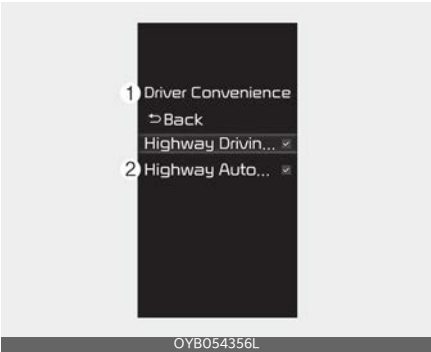 1 Driver Convenience
⮌Back
Highway Drivin...
2 Highway Auto...
OYB054356L